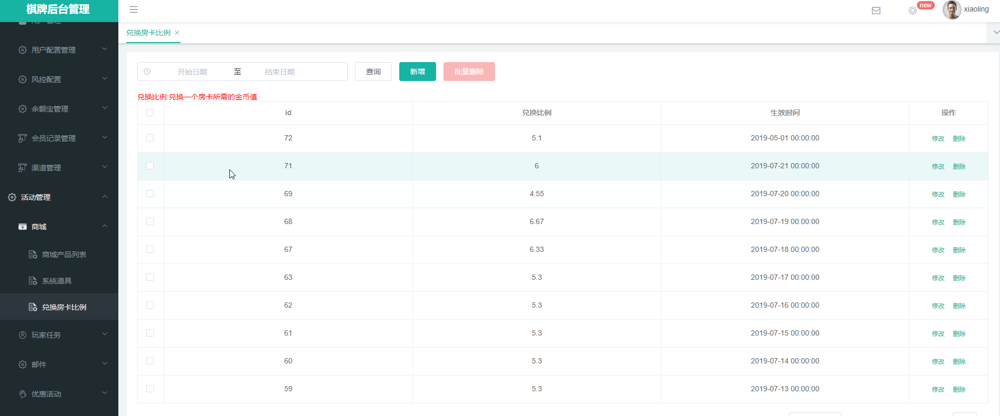 棋牌后台管理
new
xiaoling
用户管理
用户配置管理
风控配置
余额宝管理
会员记录管理
渠道管理
活动管理
商城
商城产品列表
系统道具
兑换房卡比例
玩家任务
邮件
优惠活动
兑换房卡比例
开始日期 至 结束日期 查询 新增 批量删除
兑换比例:兑换一个房卡所需的金币值
id 兑换比例 生效时间 操作
72 5.1 2019-05-01 00:00:00 修改 删除
71 6 2019-07-21 00:00:00 修改 删除
69 4.55 2019-07-20 00:00:00 修改 删除
68 6.67 2019-07-19 00:00:00 修改 删除
67 6.33 2019-07-18 00:00:00 修改 删除
63 5.3 2019-07-17 00:00:00 修改 删除
62 5.3 2019-07-16 00:00:00 修改 删除
61 5.3 2019-07-15 00:00:00 修改 删除
60 5.3 2019-07-14 00:00:00 修改 删除
59 5.3 2019-07-13 00:00:00 修改 删除